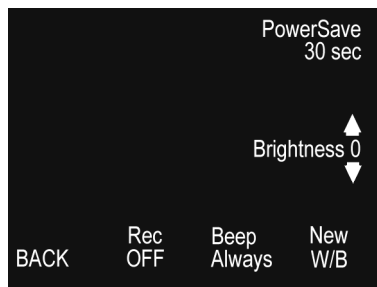 PowerSave
30 sec
Brightness 0
Rec Beep New
BACK OFF Always W/B